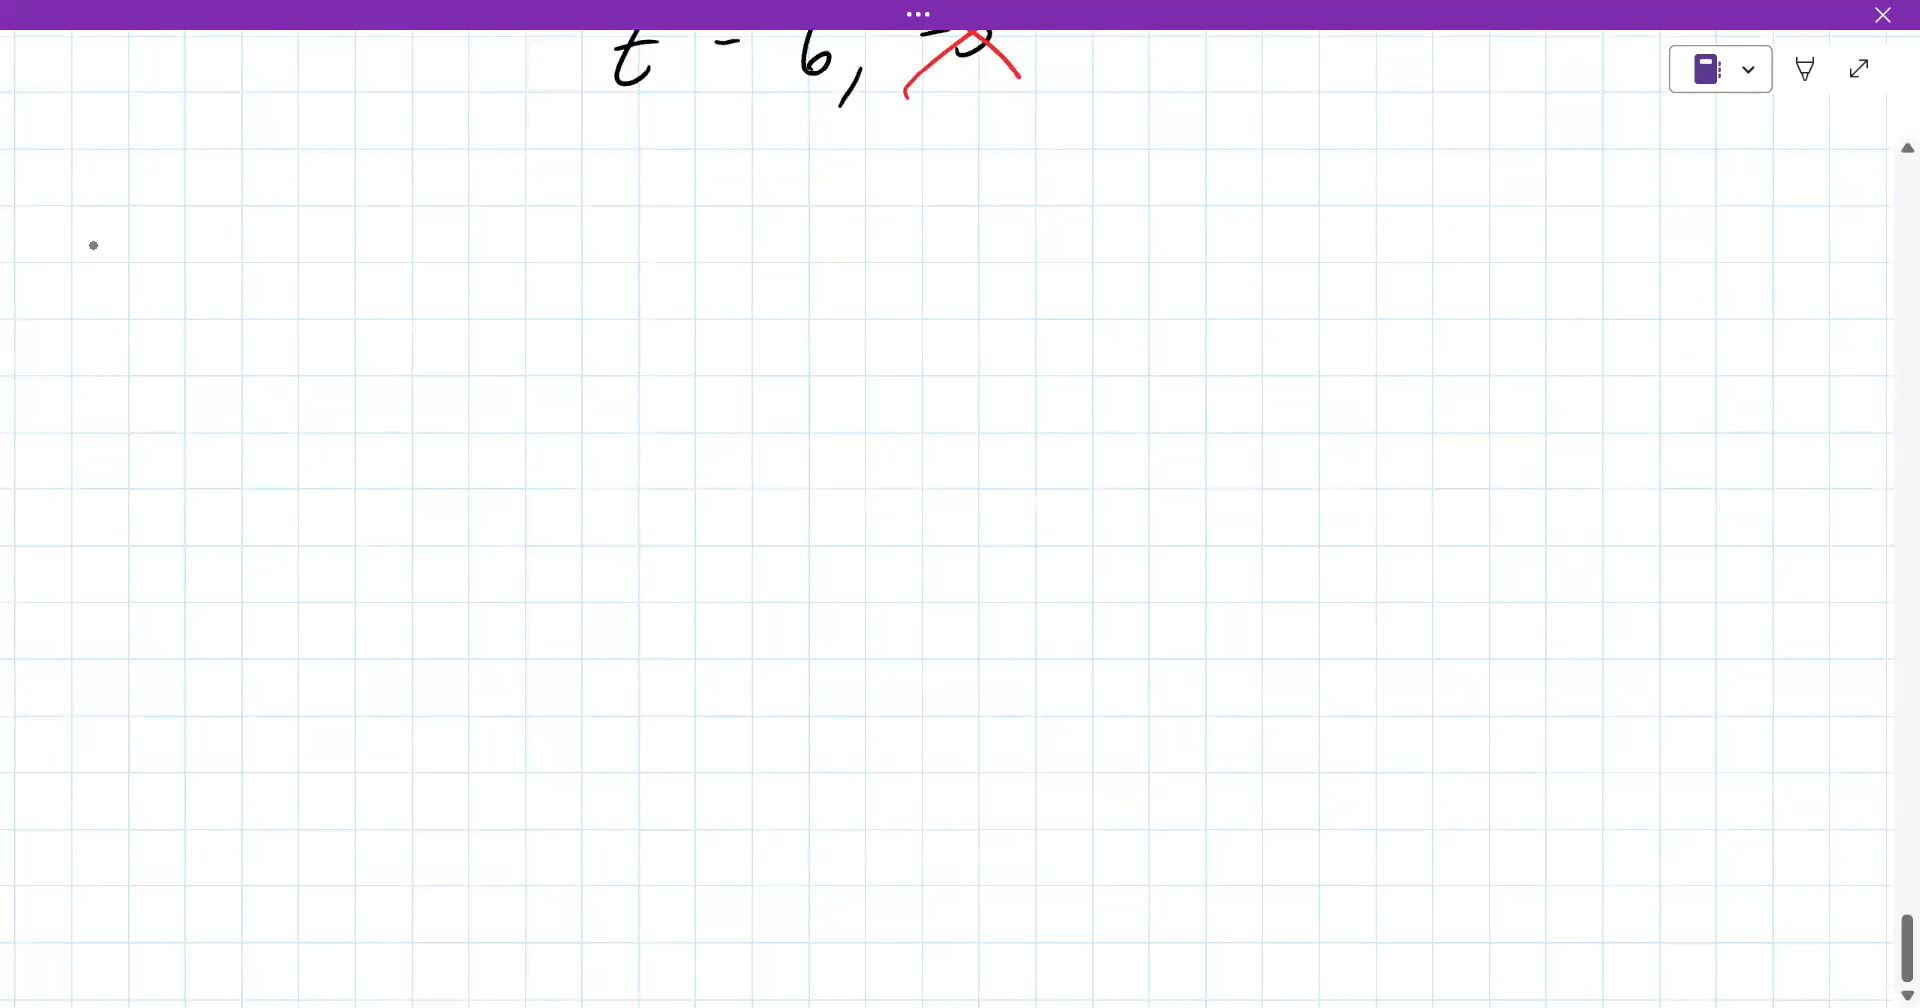 t = 6,